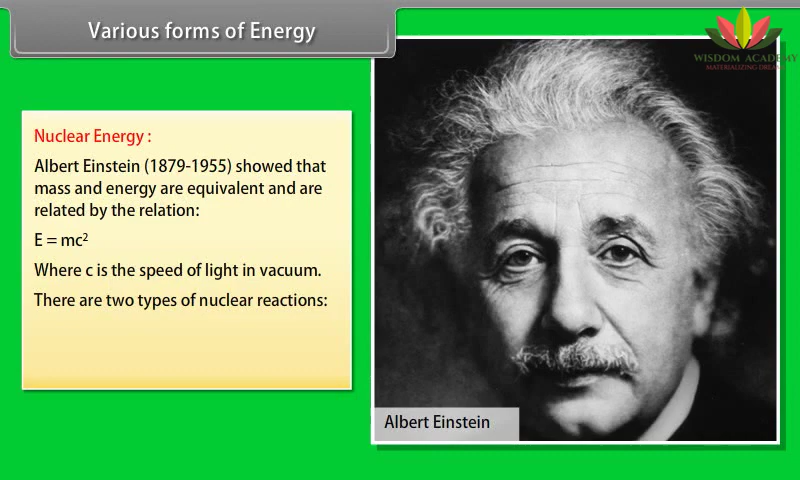 Various forms of Energy
WISDOM ACADEMY
MATERIALIZING DREAMS
Nuclear Energy :
Albert Einstein (1879-1955) showed that
mass and energy are equivalent and are
related by the relation:
E = mc²
Where c is the speed of light in vacuum.
There are two types of nuclear reactions:
Albert Einstein